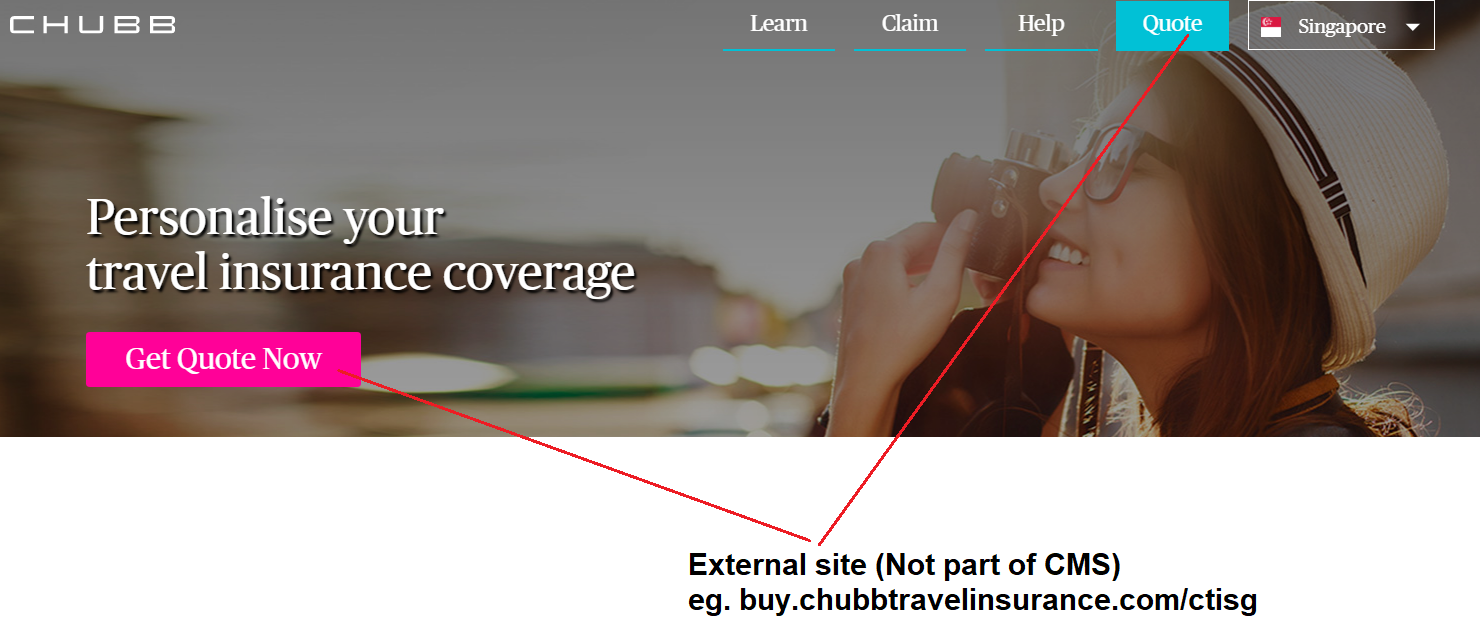 CHUBB
Learn
Claim
Help
Quote
Singapore
Personalise your
travel insurance coverage
Get Quote Now
External site (Not part of CMS)
eg. buy.chubbtravelinsurance.com/ctisg